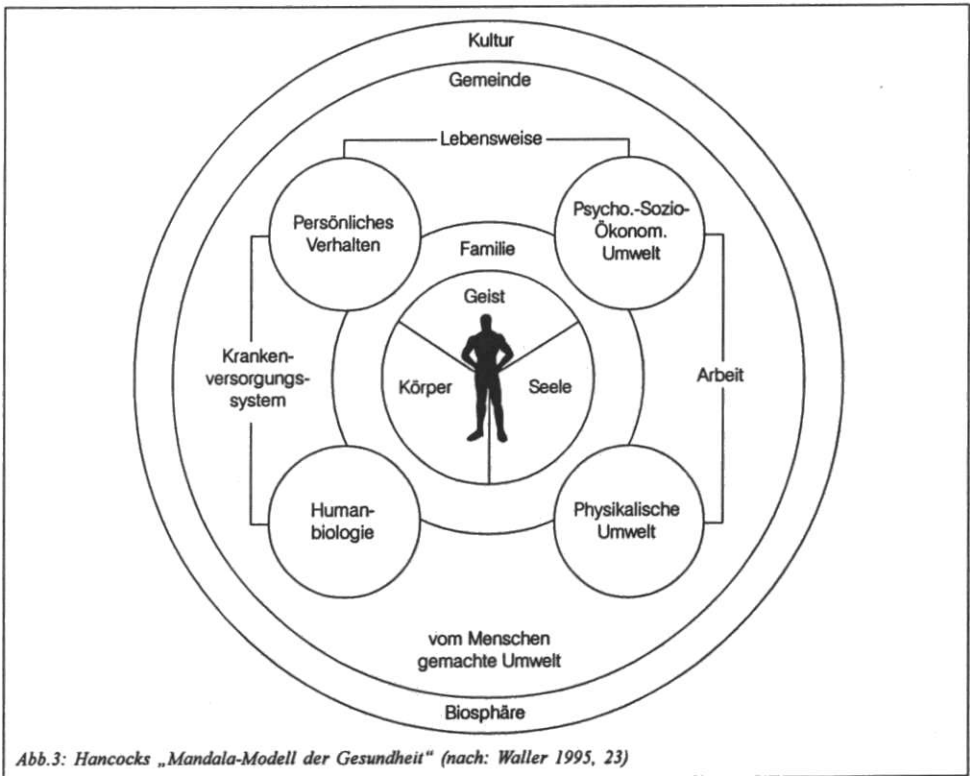 Kultur
Gemeinde
Lebensweise
Persönliches
Verhalten
Psycho.-Sozio-
Ökonom.
Umwelt
Familie
Geist
Kranken-
versorgungs-
system
Körper
Seele
Arbeit
Human-
biologie
Physikalische
Umwelt
vom Menschen
gemachte Umwelt
Biosphäre
Abb.3: Hancocks „Mandala-Modell der Gesundheit“ (nach: Waller 1995, 23)